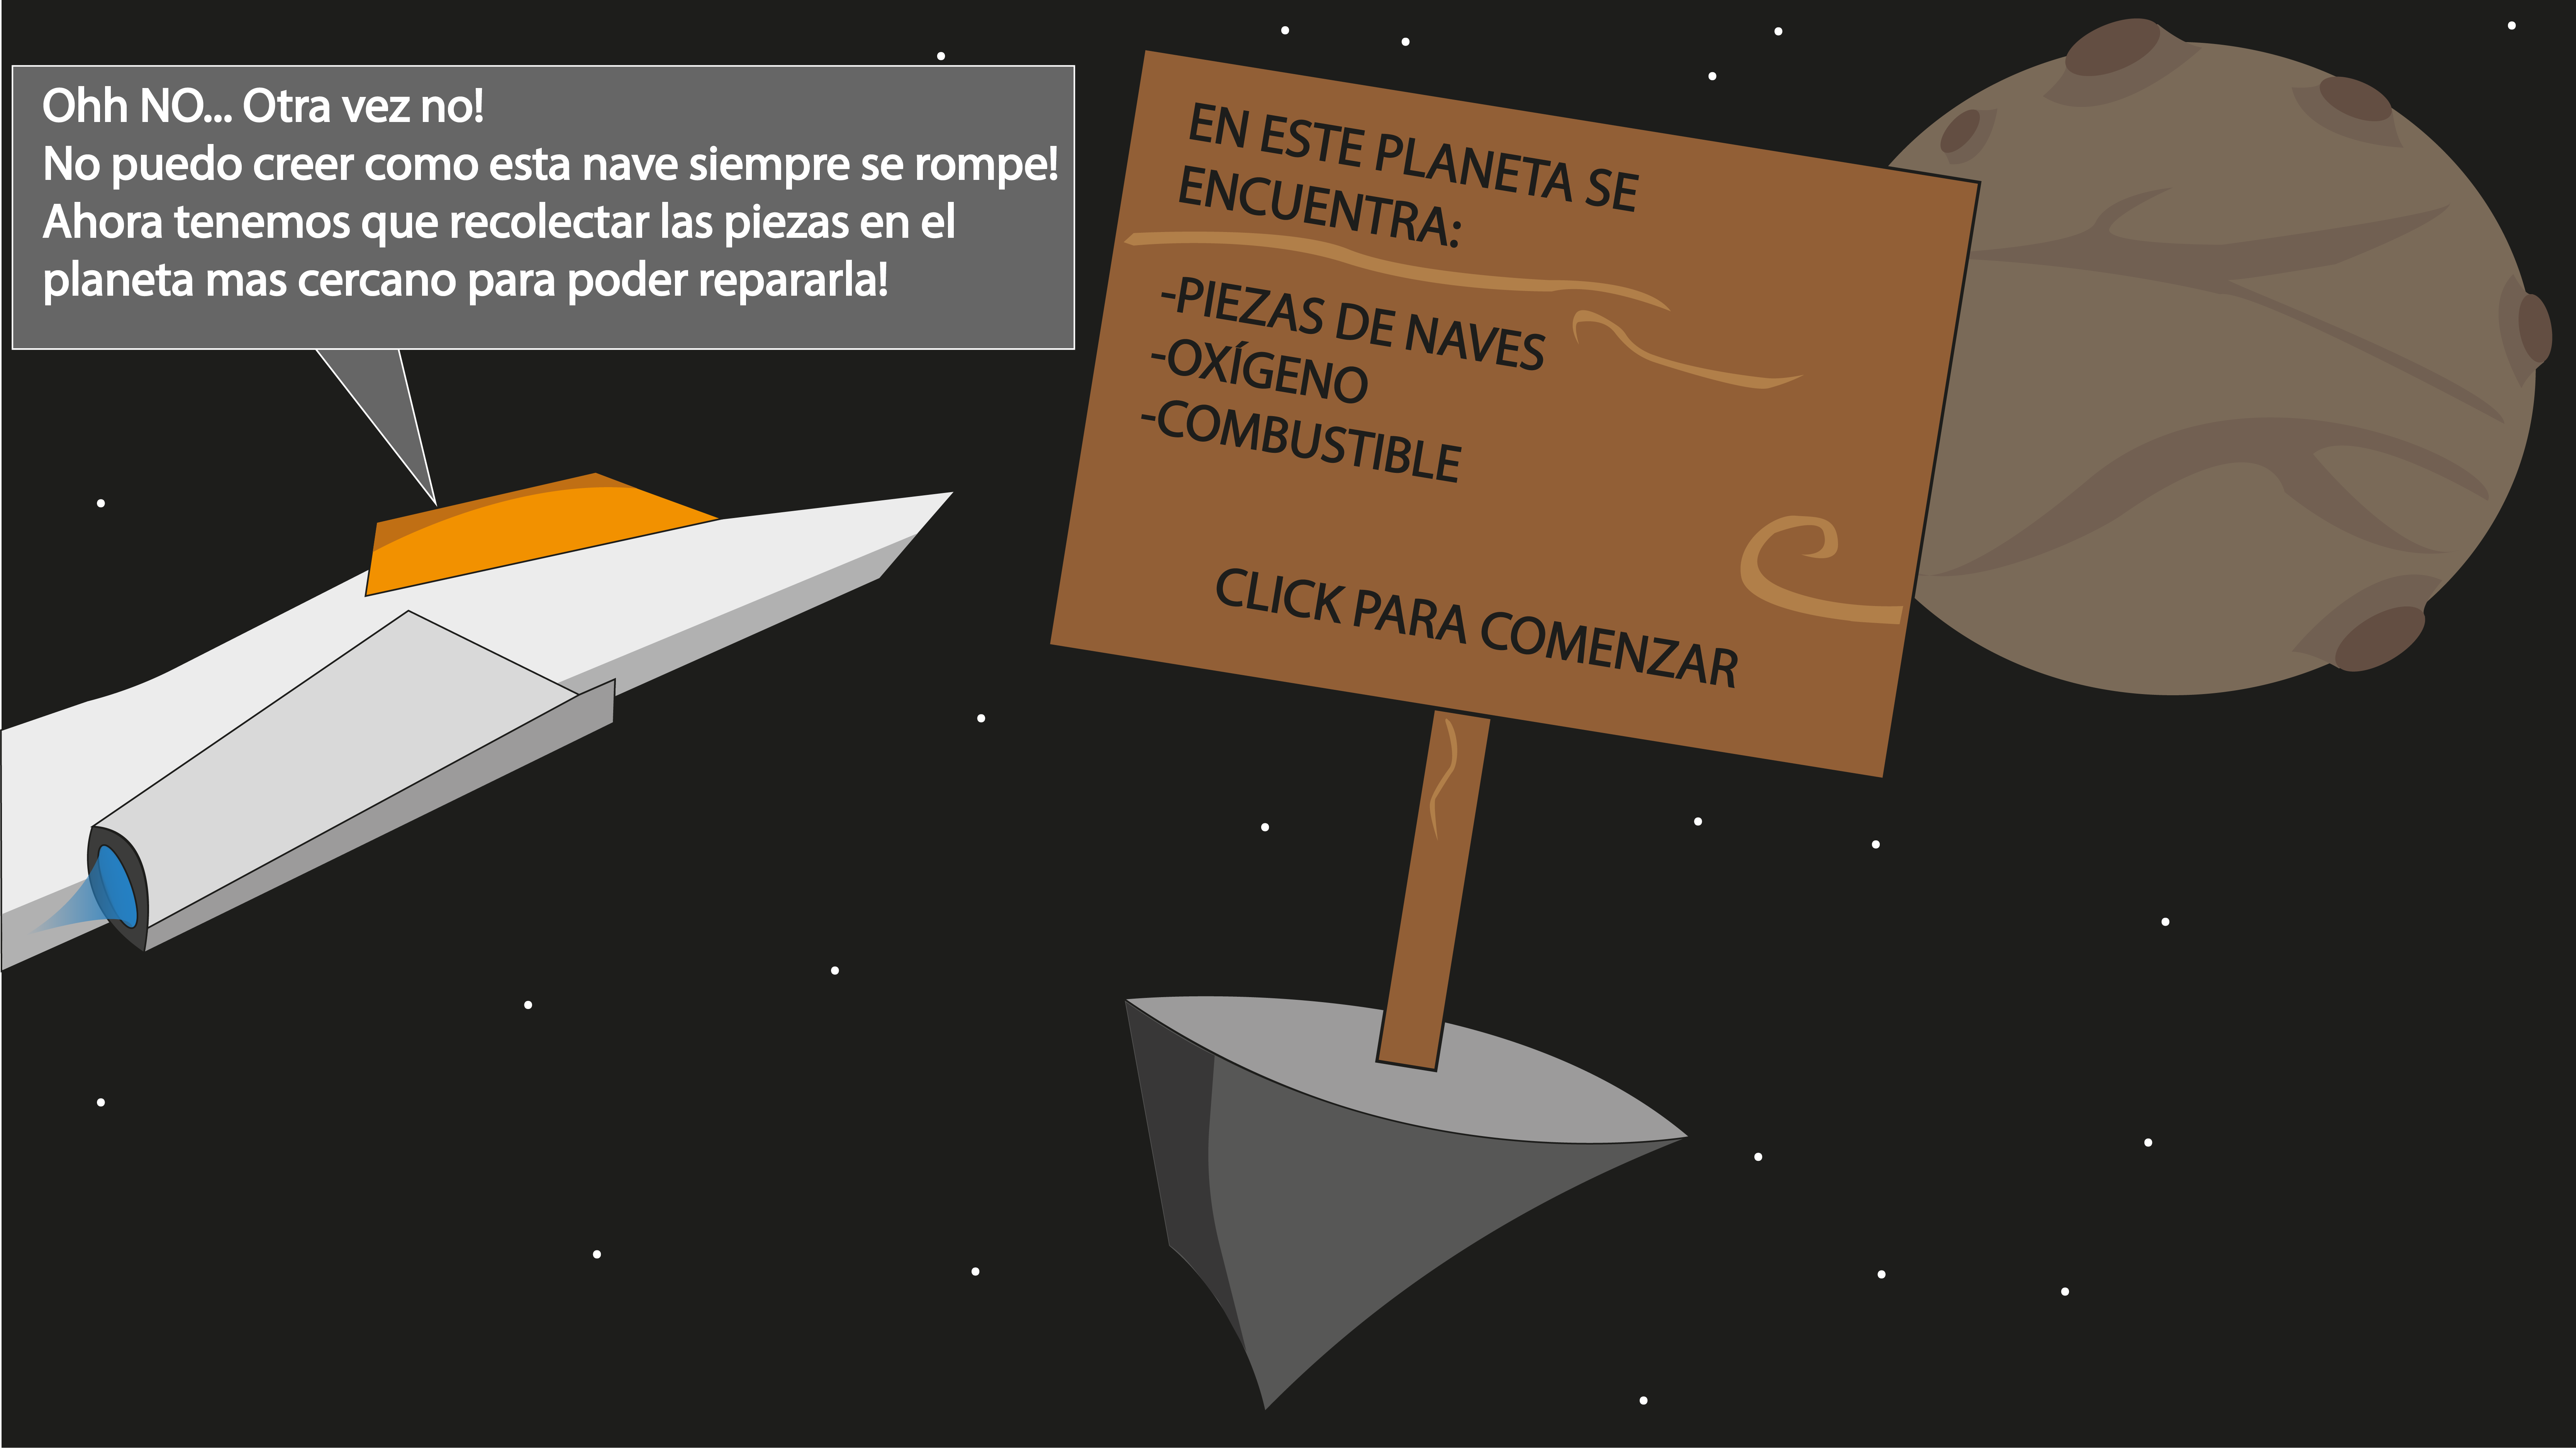 Ohh NO... Otra vez no!
No puedo creer como esta nave siempre se rompe!
Ahora tenemos que recolectar las piezas en el
planeta mas cercano para poder repararla!
EN ESTE PLANETA SE
ENCUENTRA:
-PIEZAS DE NAVES
-OXÍGENO
-COMBUSTIBLE
CLICK PARA COMENZAR